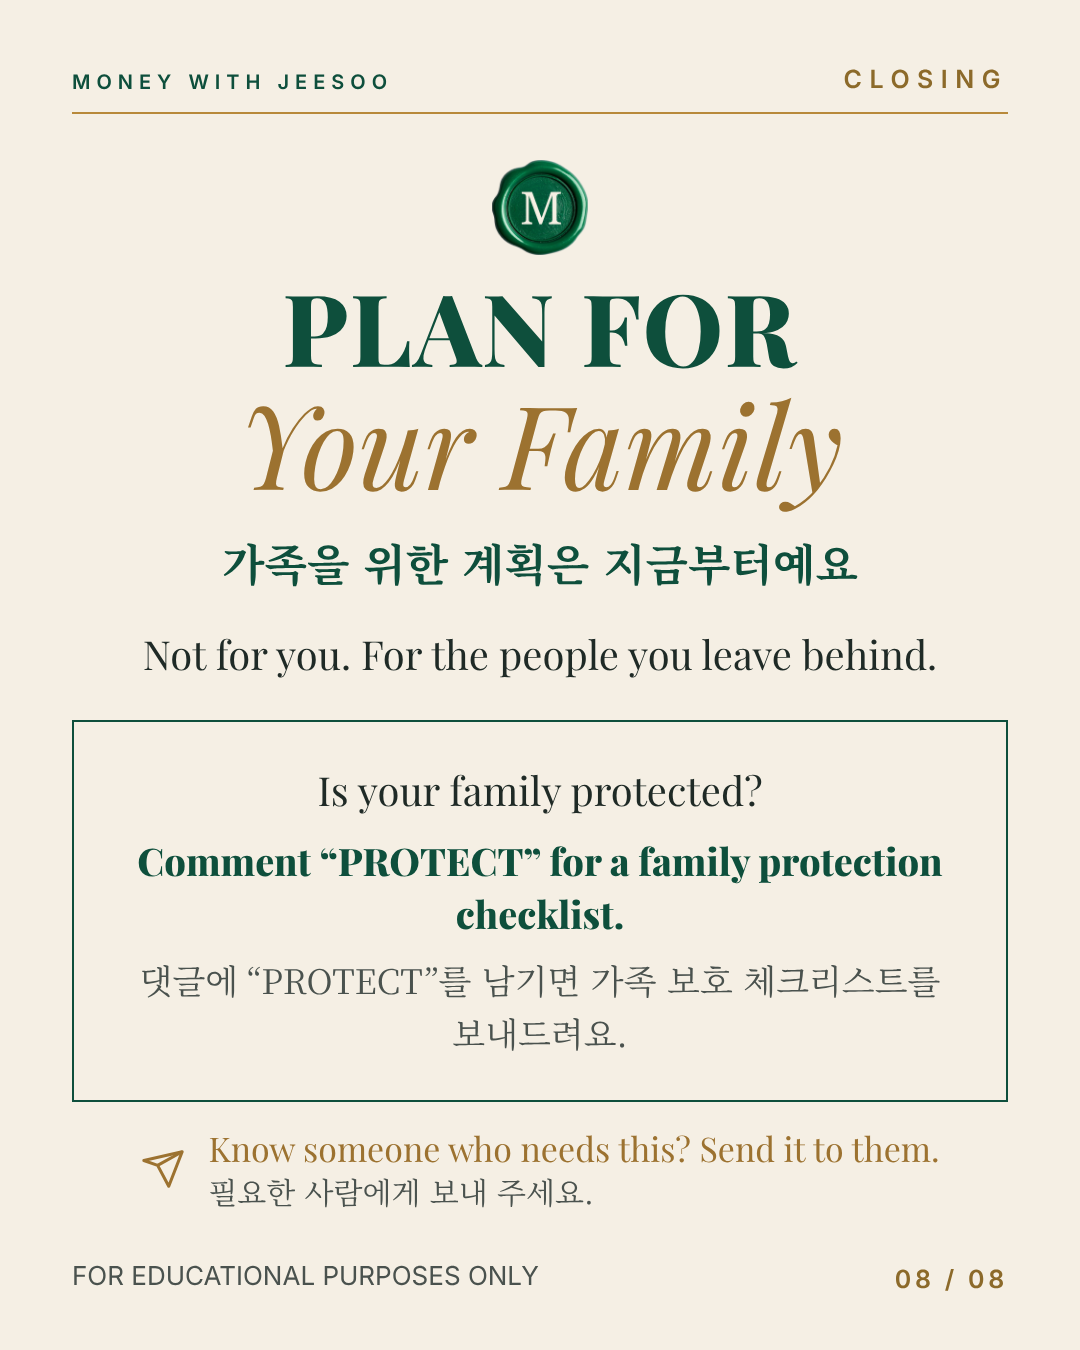 MONEY WITH JEESOO
CLOSING
M
PLAN FOR
Your Family
가족을 위한 계획은 지금부터예요
Not for you. For the people you leave behind.
Is your family protected?
Comment “PROTECT” for a family protection
checklist.
댓글에 “PROTECT”를 남기면 가족 보호 체크리스트를
보내드려요.
Know someone who needs this? Send it to them.
필요한 사람에게 보내 주세요.
FOR EDUCATIONAL PURPOSES ONLY
08 / 08